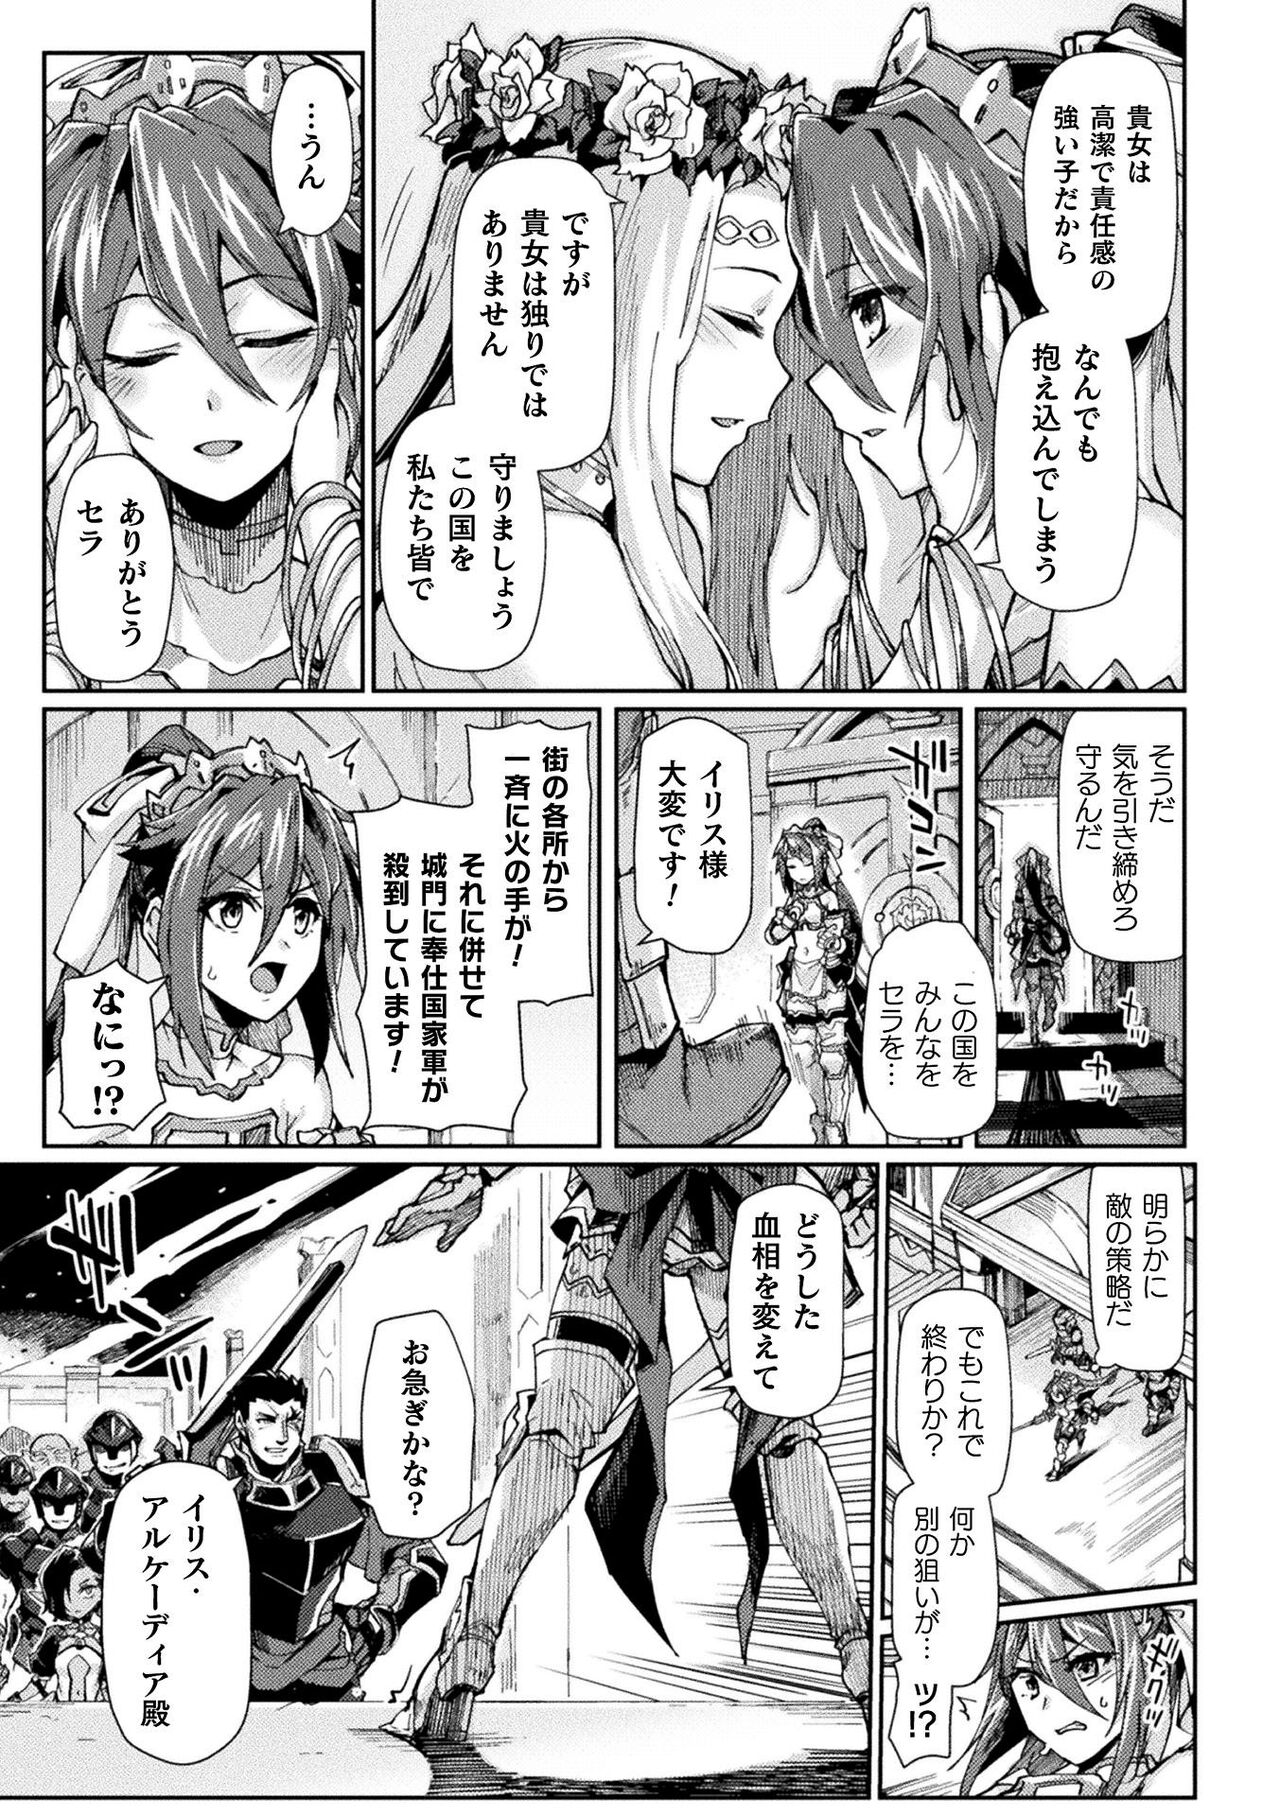 貴女は
高潔で責任感の
強い子だから
なんでも
抱え込んでしまう
ですが
貴女は独りでは
ありません
守りましょう
この国を
私たち皆で
…うん
ありがとう
セラ
そうだ
気を引き締めろ
守るんだ
カッ
カッ
この国を
みんなを
セラを…
イリス様
大変です！
街の各所から
一斉に火の手が！
それに併せて
城門に奉仕国家軍が
殺到しています！
なにっ！？
明らかに
敵の策略だ
でもこれで
終わりか？
何か
別の狙いが…
ッ！？
どうした
血相を変えて
お急ぎかな？
イリス・
アルケーディア殿